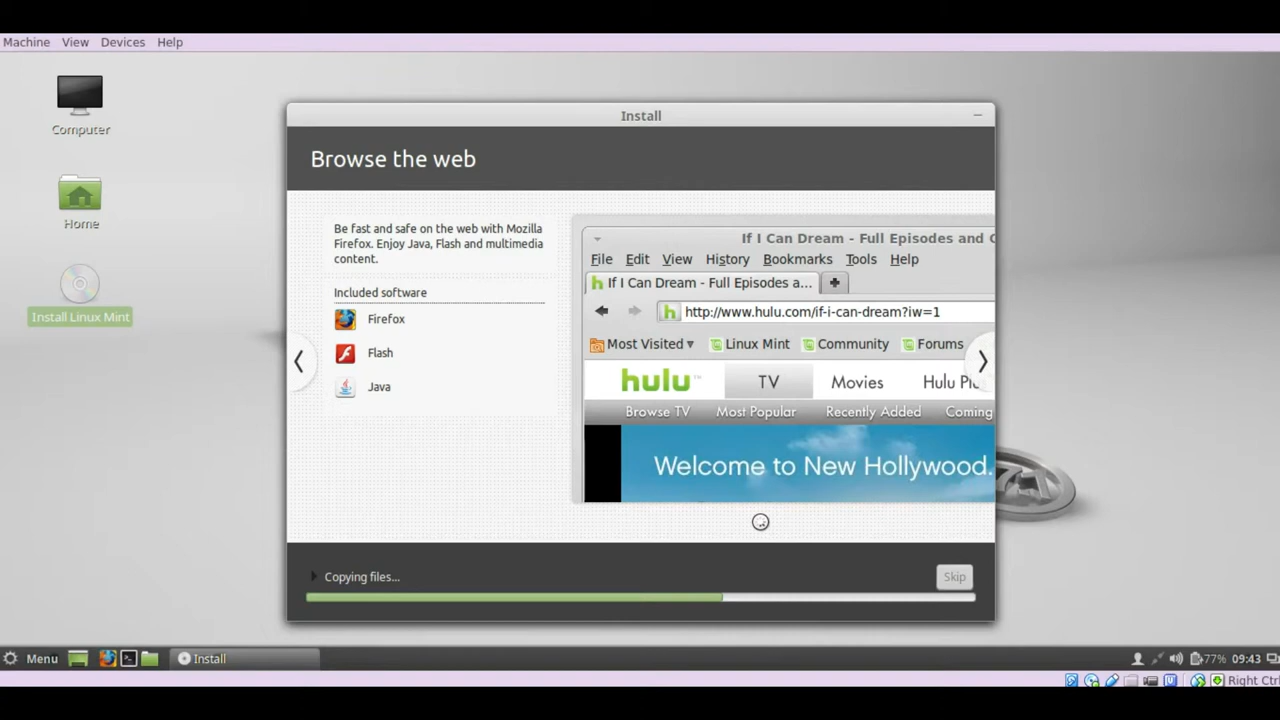 Machine View Devices Help
Computer
Home
Install Linux Mint
Install
Browse the web
Be fast and safe on the web with Mozilla
Firefox. Enjoy Java, Flash and multimedia
content.
Included software
Firefox
Flash
Java
If I Can Dream - Full Episodes and
File Edit View History Bookmarks Tools Help
If I Can Dream - Full Episodes a...
http://www.hulu.com/if-i-can-dream?iw=1
Most Visited Linux Mint Community Forums
hulu™ TV Movies Hulu
Browse TV Most Popular Recently Added Coming
Welcome to New Hollywood.
Copying files...
Skip
Menu Install 77% 09:43
Right Ctrl